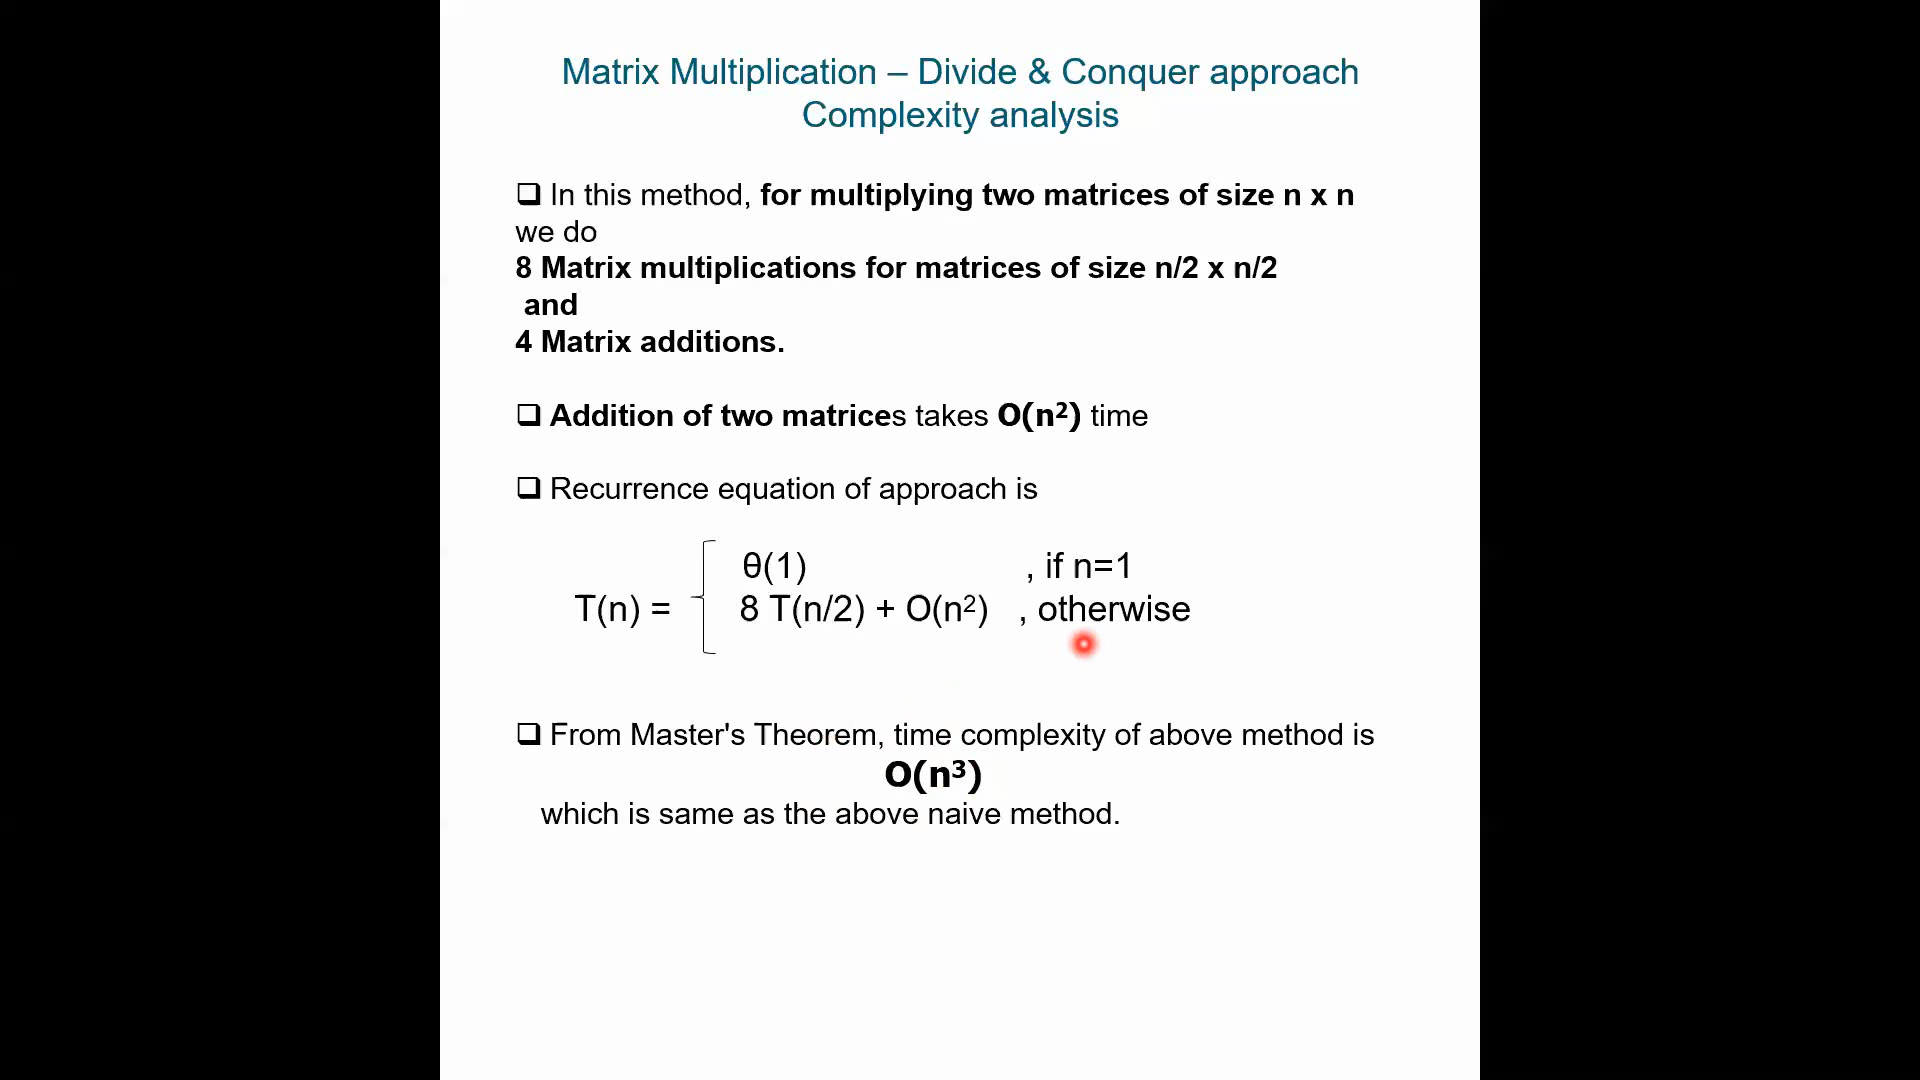 Matrix Multiplication – Divide & Conquer approach
Complexity analysis
❑ In this method, for multiplying two matrices of size n x n
we do
8 Matrix multiplications for matrices of size n/2 x n/2
and
4 Matrix additions.
❑ Addition of two matrices takes O(n²) time
❑ Recurrence equation of approach is
θ(1) , if n=1
T(n) = 8 T(n/2) + O(n²) , otherwise
❑ From Master's Theorem, time complexity of above method is
O(n³)
which is same as the above naive method.